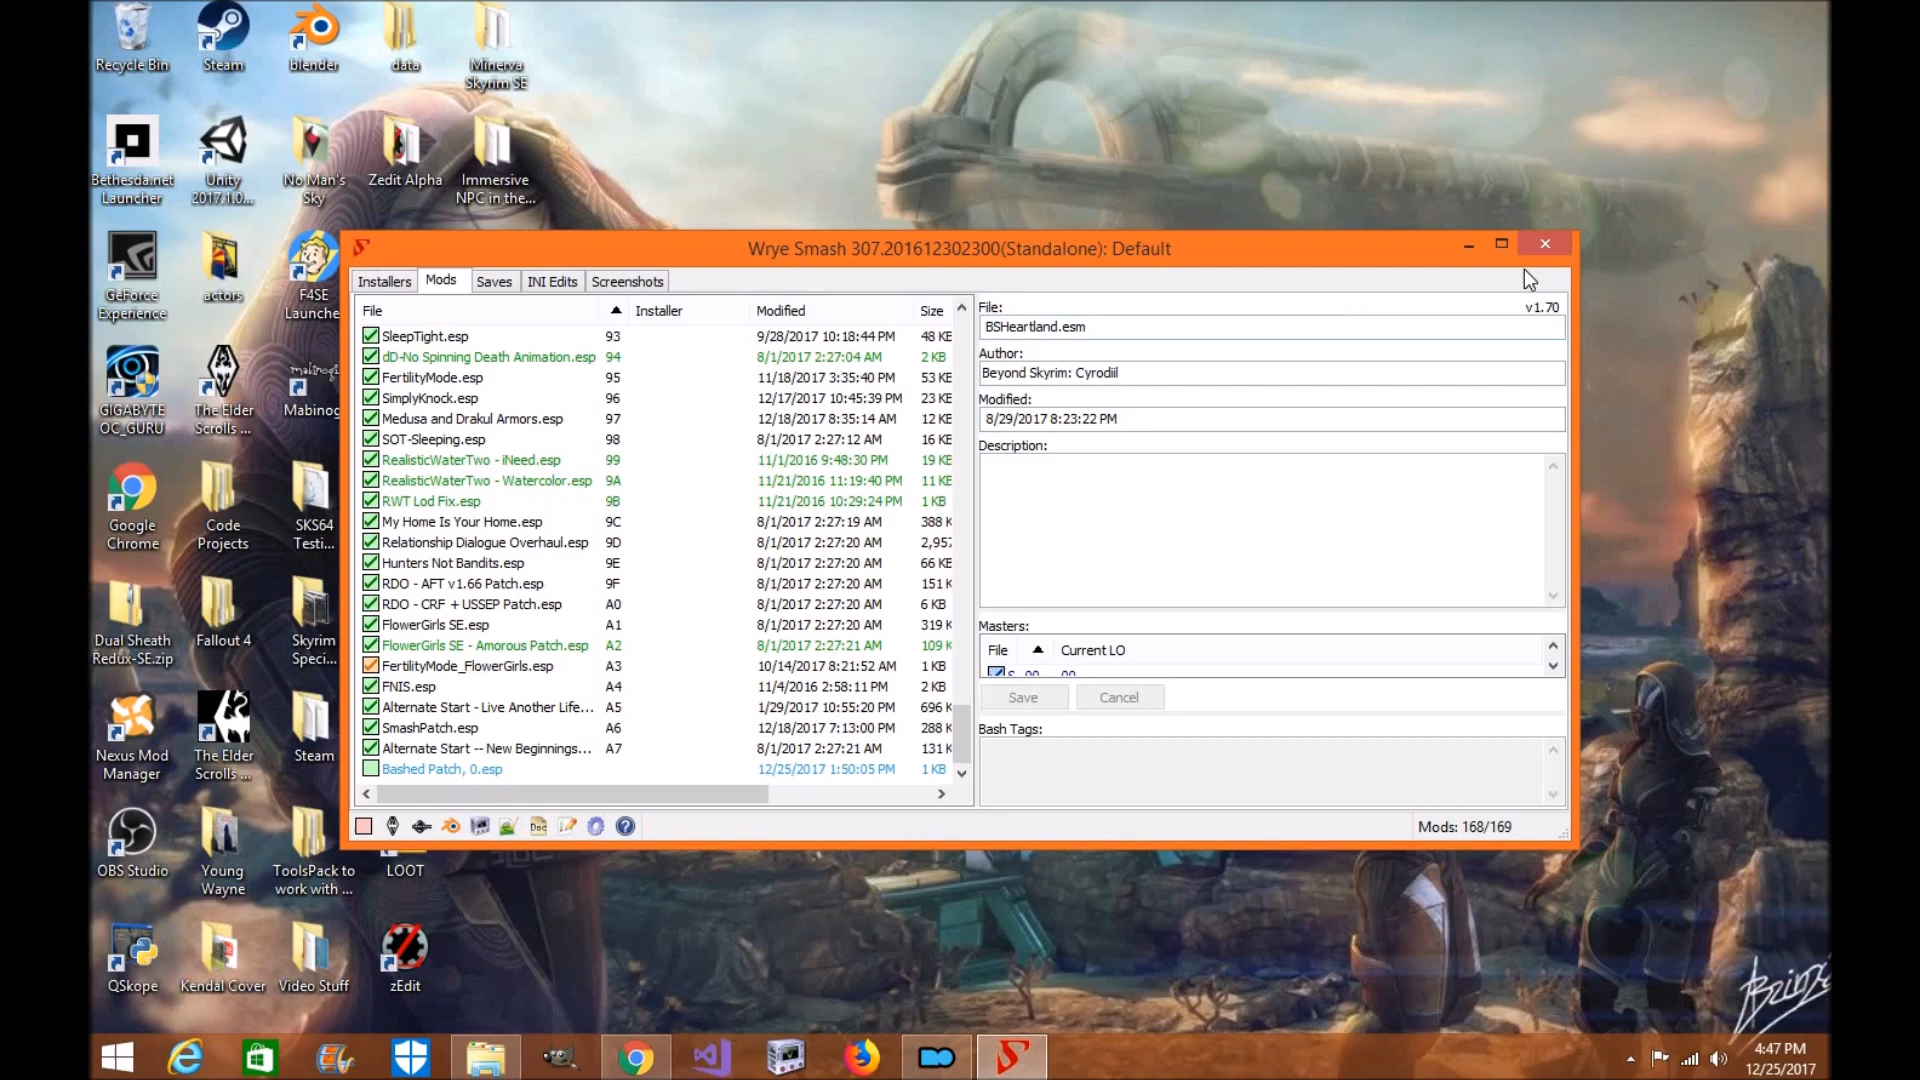 Recycle Bin
Steam
blender
data
Minerva
Skyrim SE
Bethesda.net
Launcher
Unity
2017.1.0...
No Man's
Sky
Zedit Alpha
Immersive
NPC in the...
GeForce
Experience
actors
F4SE
Launche
GIGABYTE
OC_GURU
The Elder
Scrolls ...
mabinogi
Mabinog
Google
Chrome
Code
Projects
SKS64
Testi...
Dual Sheath
Redux-SE.zip
Fallout 4
Skyrim
Speci...
Nexus Mod
Manager
The Elder
Scrolls ...
Steam
OBS Studio
Young
Wayne
ToolsPack to
work with ...
LOOT
QSkope
Kendal Cover
Video Stuff
zEdit
Wrye Smash 307.201612302300(Standalone): Default
Installers Mods Saves INI Edits Screenshots
File Installer Modified Size
SleepTight.esp 93 9/28/2017 10:18:44 PM 48 KE
dD-No Spinning Death Animation.esp 94 8/1/2017 2:27:04 AM 2 KB
FertilityMode.esp 95 11/18/2017 3:35:40 PM 53 KE
SimplyKnock.esp 96 12/17/2017 10:45:39 PM 23 KE
Medusa and Drakul Armors.esp 97 12/18/2017 8:35:14 AM 12 KE
SOT-Sleeping.esp 98 8/1/2017 2:27:12 AM 16 KE
RealisticWaterTwo - iNeed.esp 99 11/1/2016 9:48:30 PM 19 KE
RealisticWaterTwo - Watercolor.esp 9A 11/21/2016 11:19:40 PM 11 KE
RWT Lod Fix.esp 9B 11/21/2016 10:29:24 PM 1 KB
My Home Is Your Home.esp 9C 8/1/2017 2:27:19 AM 388 K
Relationship Dialogue Overhaul.esp 9D 8/1/2017 2:27:20 AM 2,957
Hunters Not Bandits.esp 9E 8/1/2017 2:27:20 AM 66 KE
RDO - AFT v1.66 Patch.esp 9F 8/1/2017 2:27:20 AM 151 K
RDO - CRF + USSEP Patch.esp A0 8/1/2017 2:27:20 AM 6 KB
FlowerGirls SE.esp A1 8/1/2017 2:27:20 AM 319 K
FlowerGirls SE - Amorous Patch.esp A2 8/1/2017 2:27:21 AM 109 K
FertilityMode_FlowerGirls.esp A3 10/14/2017 8:21:52 AM 1 KB
FNIS.esp A4 11/4/2016 2:58:11 PM 2 KB
Alternate Start - Live Another Life... A5 1/29/2017 10:55:20 PM 696 K
SmashPatch.esp A6 12/18/2017 7:13:00 PM 288 K
Alternate Start -- New Beginnings... A7 8/1/2017 2:27:21 AM 131 K
Bashed Patch, 0.esp 12/25/2017 1:50:05 PM 1 KB
File: v1.70
BSHeartland.esm
Author:
Beyond Skyrim: Cyrodiil
Modified:
8/29/2017 8:23:22 PM
Description:
Masters:
File Current LO
Save Cancel
Bash Tags:
Doc
Mods: 168/169
4:47 PM
12/25/2017